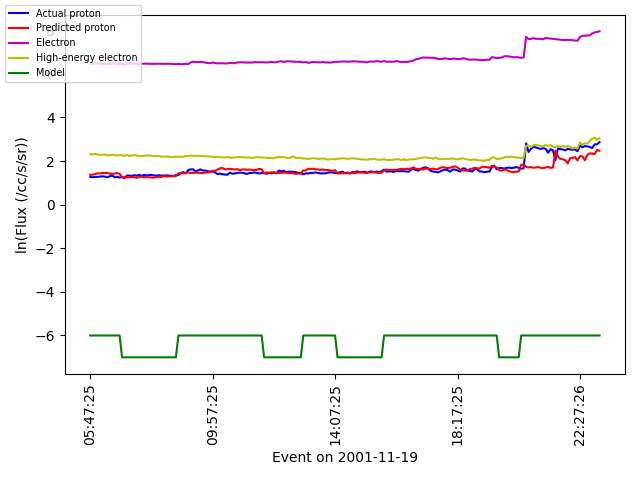 Actual proton
Predicted proton
Electron
High-energy electron
Model
ln(Flux (/cc/s/sr))
4
2
0
−2
−4
−6
05:47:25
09:57:25
14:07:25
18:17:25
22:27:26
Event on 2001-11-19